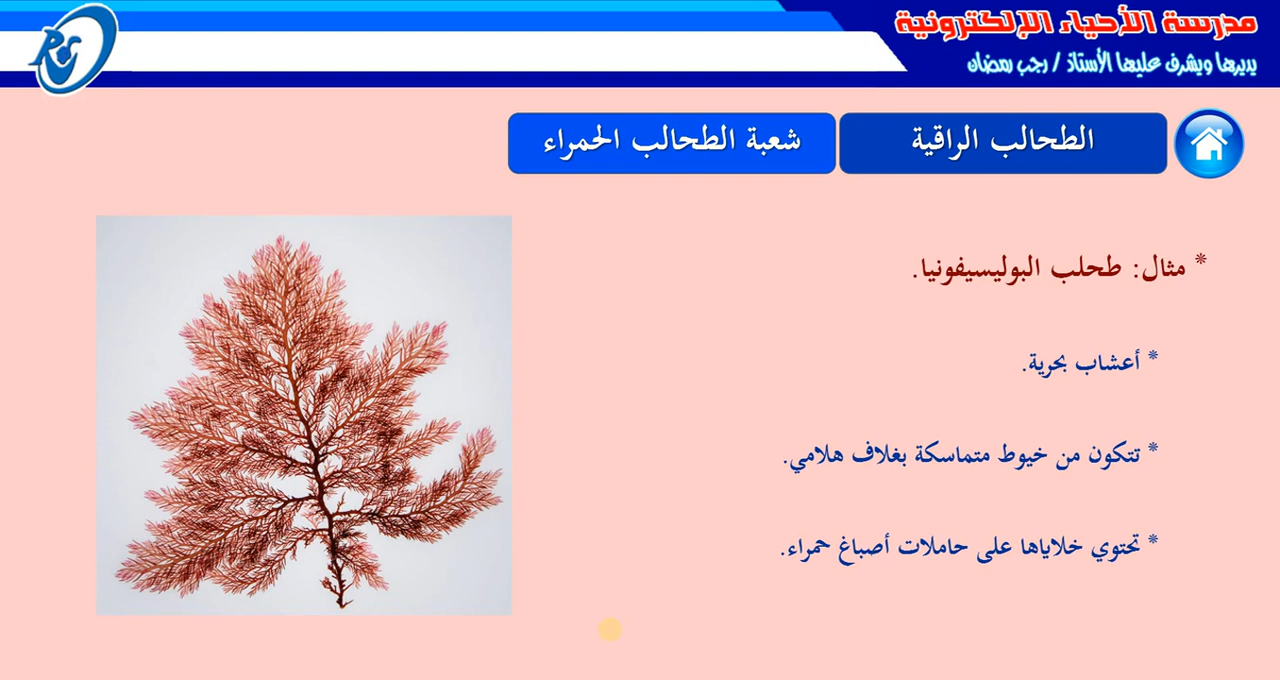 مدرسة الأحياء الإلكترونية
يديرها ويشرف عليها الأستاذ / رجب رمضان
الطحالب الراقية
شعبة الطحالب الحمراء
* مثال: طحلب البوليسيفونيا.
* أعشاب بحرية.
* تتكون من خيوط متماسكة بغلاف هلامي.
* تحتوي خلاياها على حاملات أصباغ حمراء.